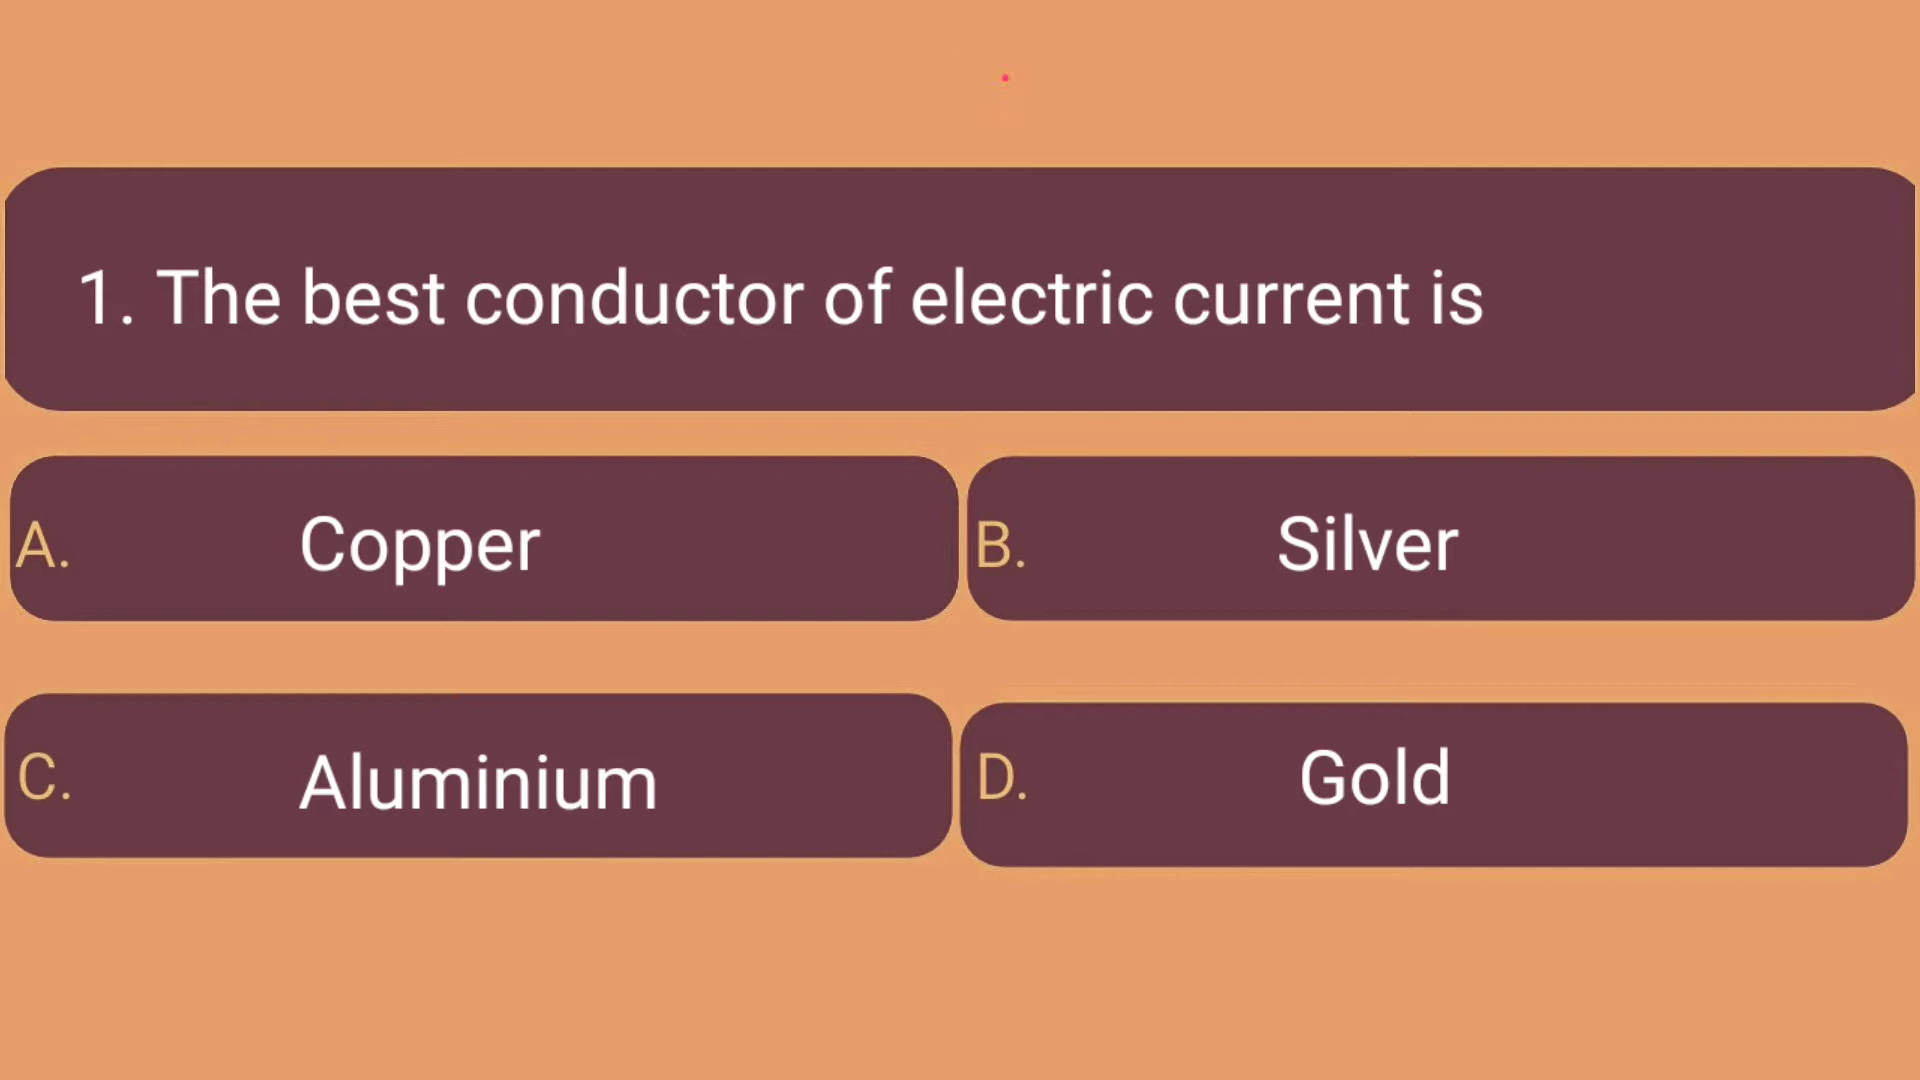 1. The best conductor of electric current is
A. Copper
B. Silver
C. Aluminium
D. Gold